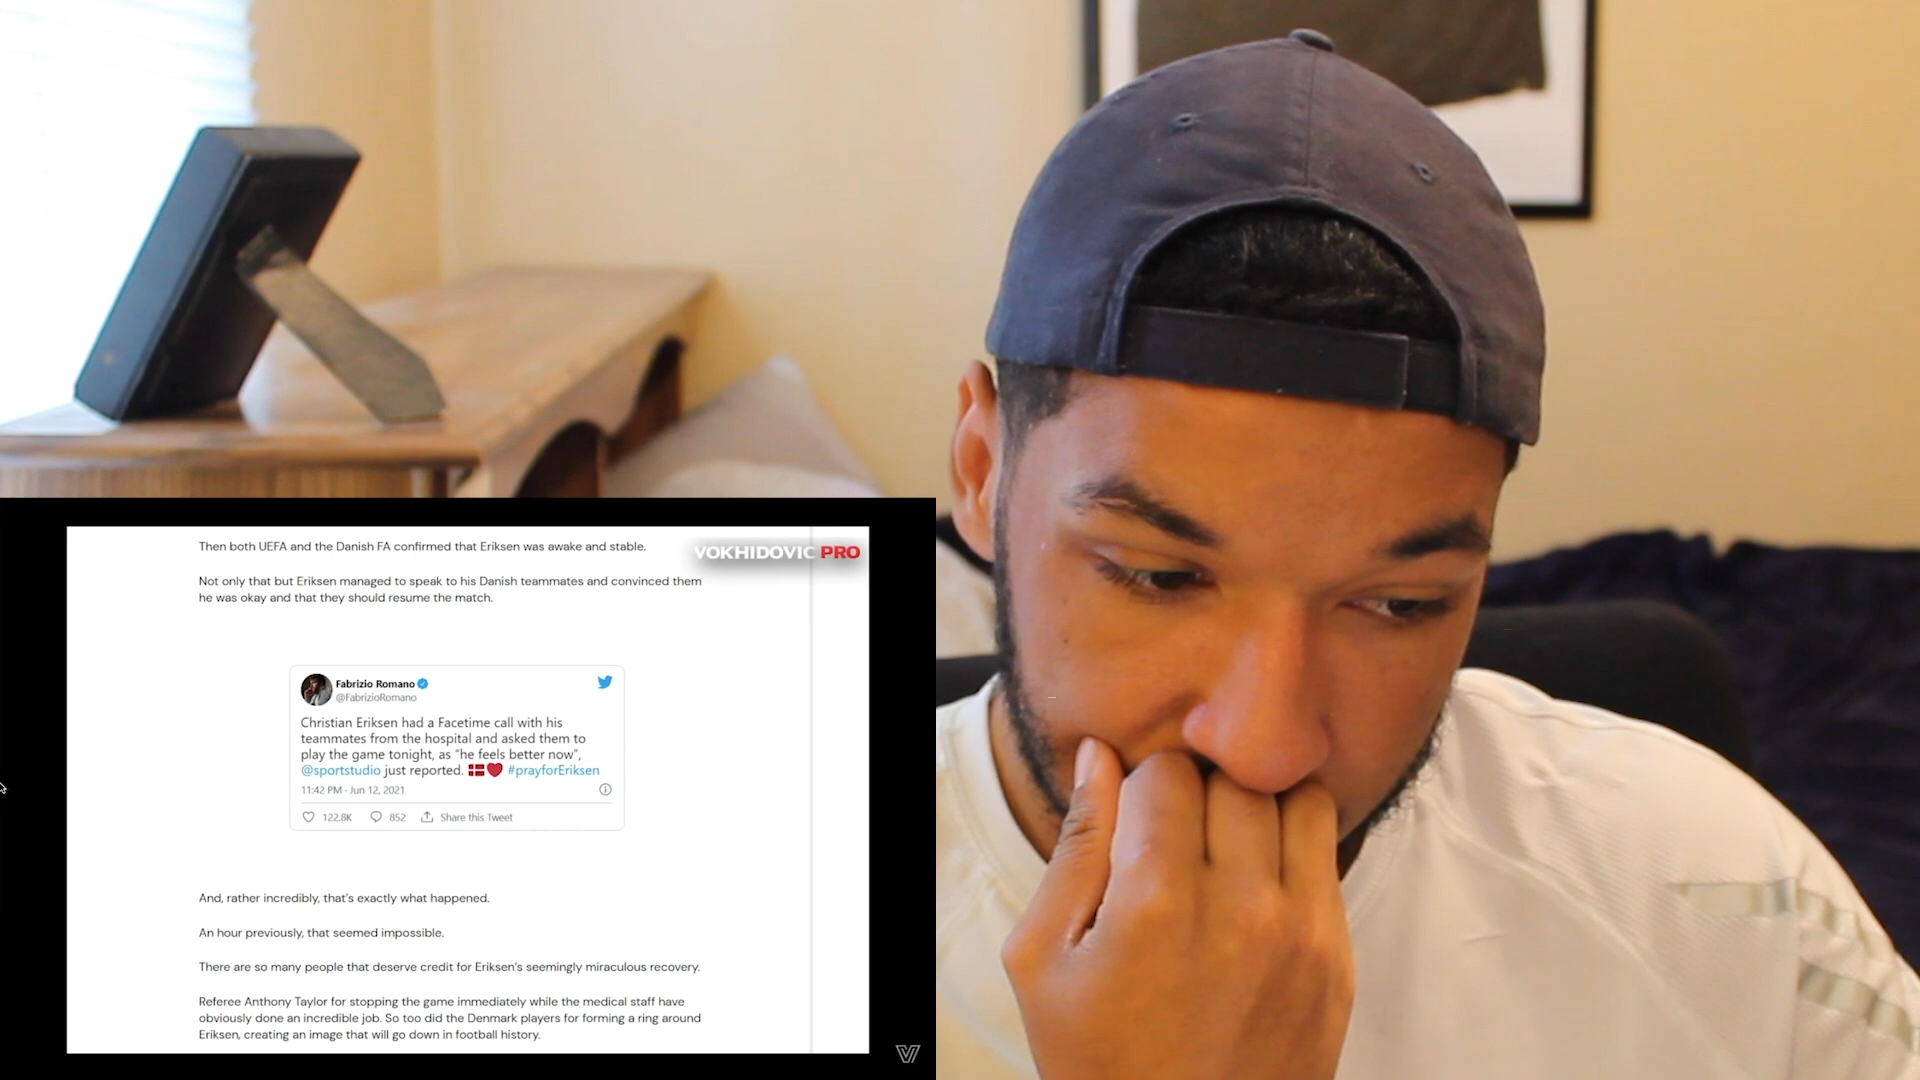 Then both UEFA and the Danish FA confirmed that Eriksen was awake and stable.
VOKHIDOVIC PRO
Not only that but Eriksen managed to speak to his Danish teammates and convinced them
he was okay and that they should resume the match.
Fabrizio Romano
@FabrizioRomano
Christian Eriksen had a Facetime call with his
teammates from the hospital and asked them to
play the game tonight, as “he feels better now”,
@sportstudio just reported. 🇩🇰❤️ #prayforEriksen
11:42 PM · Jun 12, 2021
122.8K 852 Share this Tweet
And, rather incredibly, that's exactly what happened.
An hour previously, that seemed impossible.
There are so many people that deserve credit for Eriksen's seemingly miraculous recovery.
Referee Anthony Taylor for stopping the game immediately while the medical staff have
obviously done an incredible job. So too did the Denmark players for forming a ring around
Eriksen, creating an image that will go down in football history.